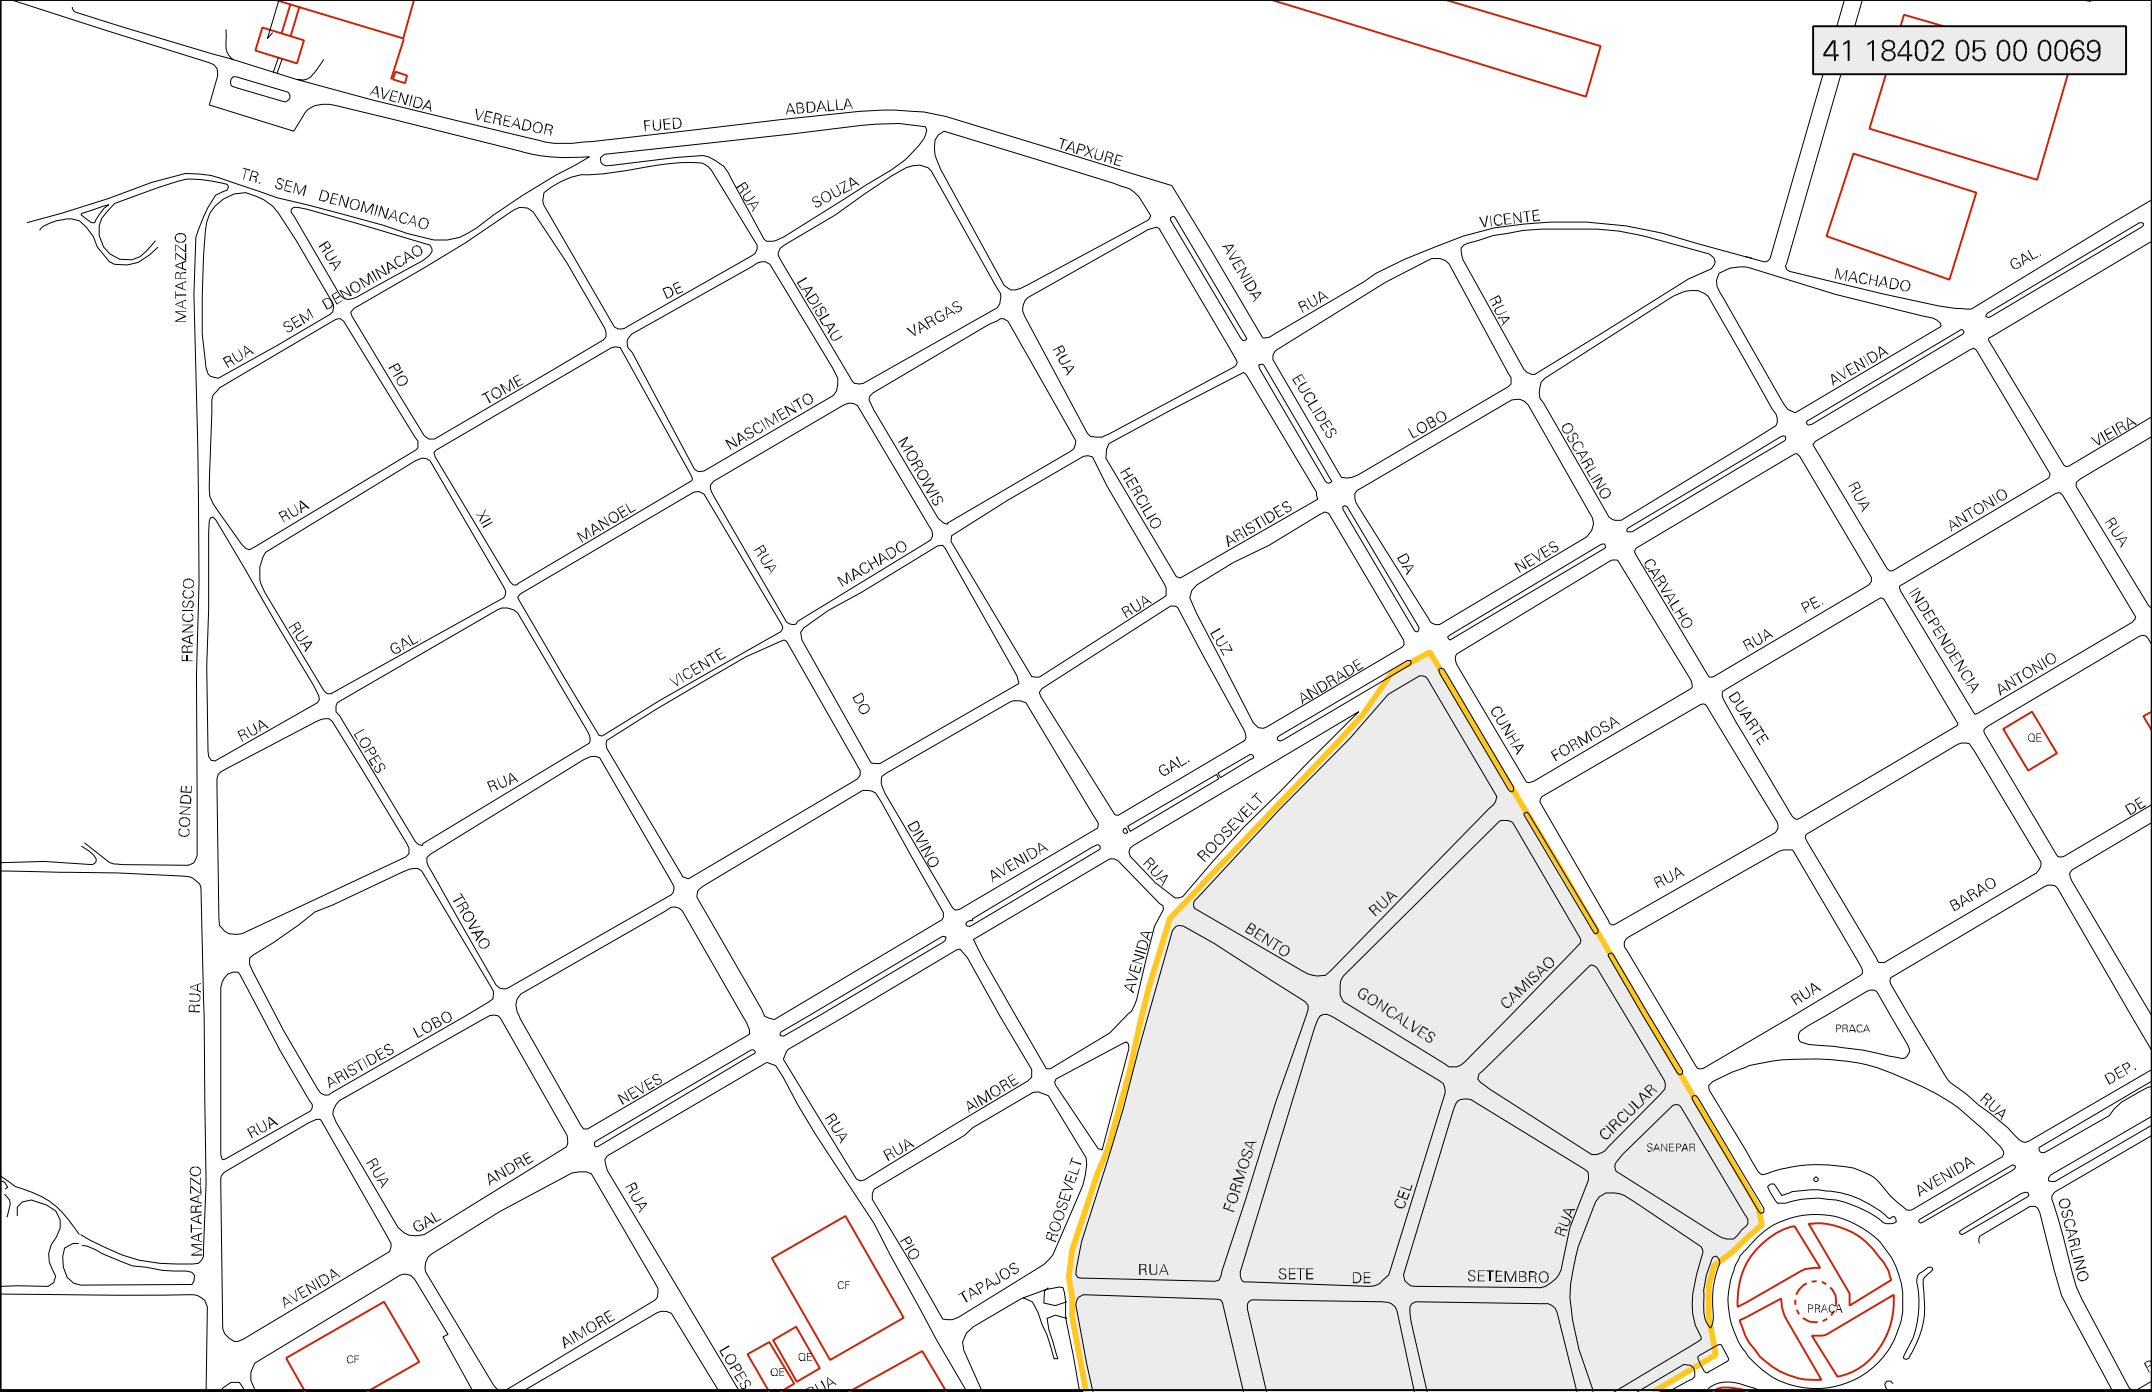 41 18402 05 00 0069
AVENIDA
VEREADOR
FUED
ABDALLA
TAPXURE
TR. SEM DENOMINACAO
MATARAZZO
RUA
RUA
SOUZA
VICENTE
AVENIDA
GAL.
MACHADO
RUA
RUA
SEM DENOMINACAO
RUA
DE
LADISLAU
VARGAS
RUA
PIO
TOME
NASCIMENTO
EUCLIDES
LOBO
AVENIDA
VIEIRA
OSCARLINO
MOROWIS
HERCILIO
RUA
XII
MANOEL
ARISTIDES
RUA
ANTONIO
RUA
RUA
MACHADO
DA
NEVES
FRANCISCO
RUA
GAL.
RUA
LUZ
CARVALHO
RUA
PE.
INDEPENDENCIA
ANTONIO
VICENTE
ANDRADE
DO
RUA
LOPES
CUNHA
FORMOSA
DUARTE
QE
RUA
GAL.
CONDE
DIVINO
AVENIDA
ROOSEVELT
RUA
DE
RUA
BARAO
TROVAO
RUA
BENTO
AVENIDA
RUA
LOBO
ARISTIDES
GONCALVES
CAMISAO
RUA
PRACA
NEVES
AIMORE
RUA
RUA
RUA
CIRCULAR
SANEPAR
RUA
DEP.
MATARAZZO
RUA
ANDRE
GAL
RUA
ROOSEVELT
FORMOSA
CEL
RUA
AVENIDA
OSCARLINO
PIO
TAPAJOS
RUA
SETE
DE
SETEMBRO
AVENIDA
CF
PRAÇA
AIMORE
CF
LOPES
QE
QE
RUA